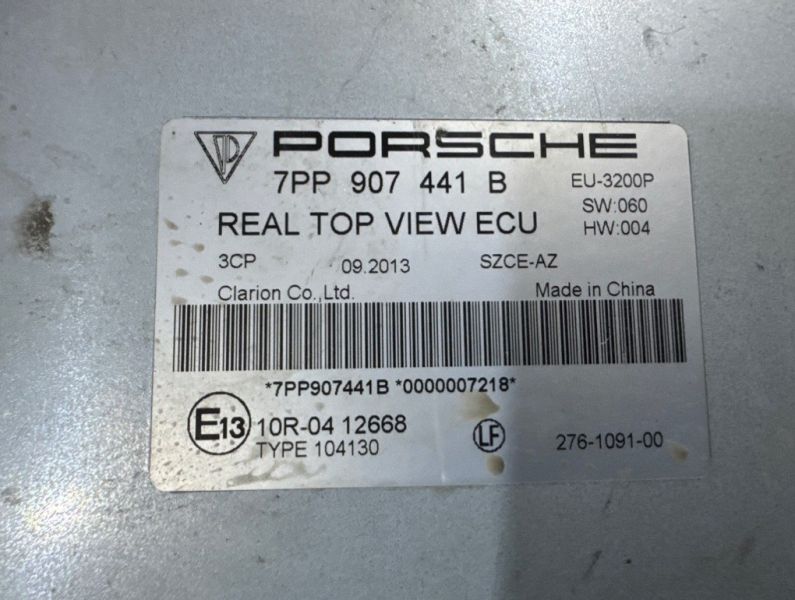 PORSCHE
7PP 907 441 B EU-3200P
SW:060
REAL TOP VIEW ECU HW:004
3CP 09.2013 SZCE-AZ
Clarion Co.,Ltd. Made in China
*7PP907441B *0000007218*
E13 10R-04 12668
TYPE 104130 LF 276-1091-00